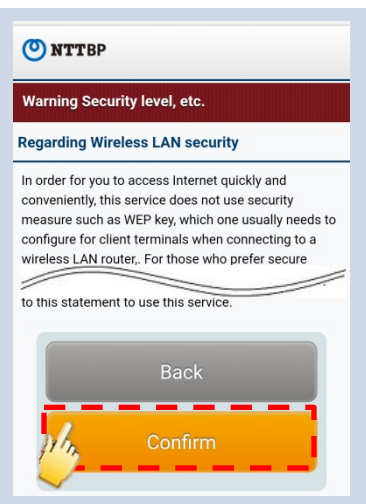 NTTBP
Warning Security level, etc.
Regarding Wireless LAN security
In order for you to access Internet quickly and
conveniently, this service does not use security
measure such as WEP key, which one usually needs to
configure for client terminals when connecting to a
wireless LAN router,. For those who prefer secure
to this statement to use this service.
Back
Confirm